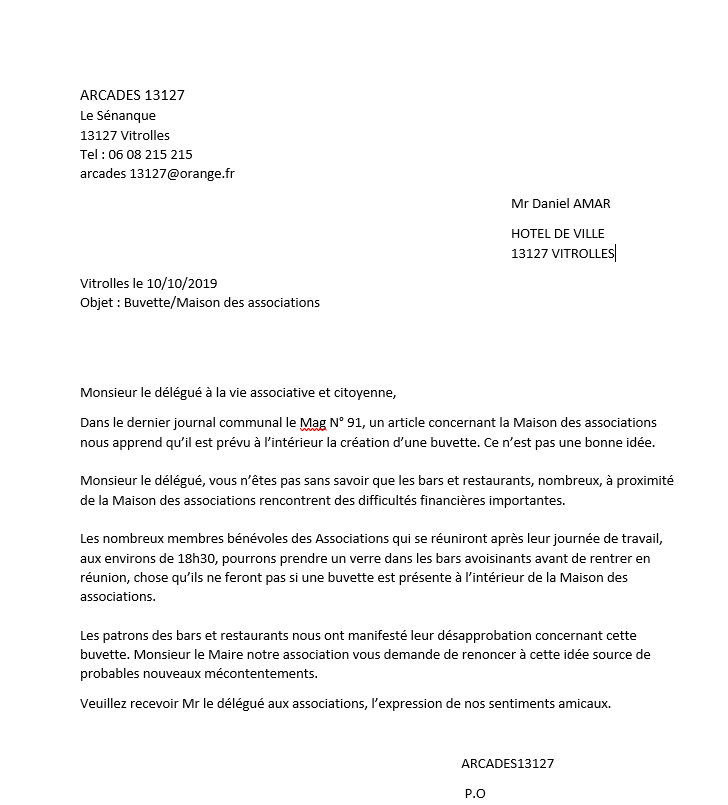 ARCADES 13127
Le Sénanque
13127 Vitrolles
Tel : 06 08 215 215
arcades 13127@orange.fr
Mr Daniel AMAR
HOTEL DE VILLE
13127 VITROLLES
Vitrolles le 10/10/2019
Objet : Buvette/Maison des associations
Monsieur le délégué à la vie associative et citoyenne,
Dans le dernier journal communal le Mag N° 91, un article concernant la Maison des associations
nous apprend qu'il est prévu à l'intérieur la création d'une buvette. Ce n'est pas une bonne idée.
Monsieur le délégué, vous n'êtes pas sans savoir que les bars et restaurants, nombreux, à proximité
de la Maison des associations rencontrent des difficultés financières importantes.
Les nombreux membres bénévoles des Associations qui se réuniront après leur journée de travail,
aux environs de 18h30, pourrons prendre un verre dans les bars avoisinants avant de rentrer en
réunion, chose qu'ils ne feront pas si une buvette est présente à l'intérieur de la Maison des
associations.
Les patrons des bars et restaurants nous ont manifesté leur désapprobation concernant cette
buvette. Monsieur le Maire notre association vous demande de renoncer à cette idée source de
probables nouveaux mécontentements.
Veuillez recevoir Mr le délégué aux associations, l'expression de nos sentiments amicaux.
ARCADES13127
P.O